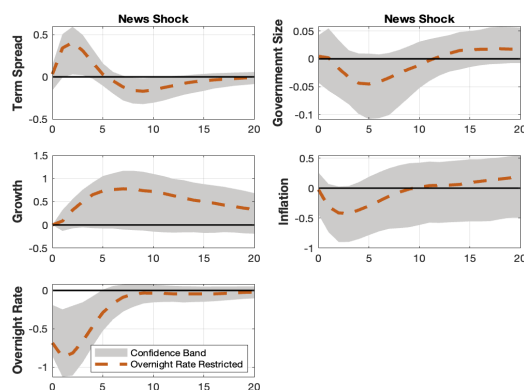 News Shock
Term Spread
0.5
0
-0.5
0 5 10 15 20
News Shock
Governmennt Size
0.05
0
-0.05
-0.1
0 5 10 15 20
Growth
1.5
1
0.5
0
-0.5
0 5 10 15 20
Inflation
0.5
0
-0.5
-1
0 5 10 15 20
Overnight Rate
0
-0.5
-1
0 5 10 15 20
Confidence Band
Overnight Rate Restricted